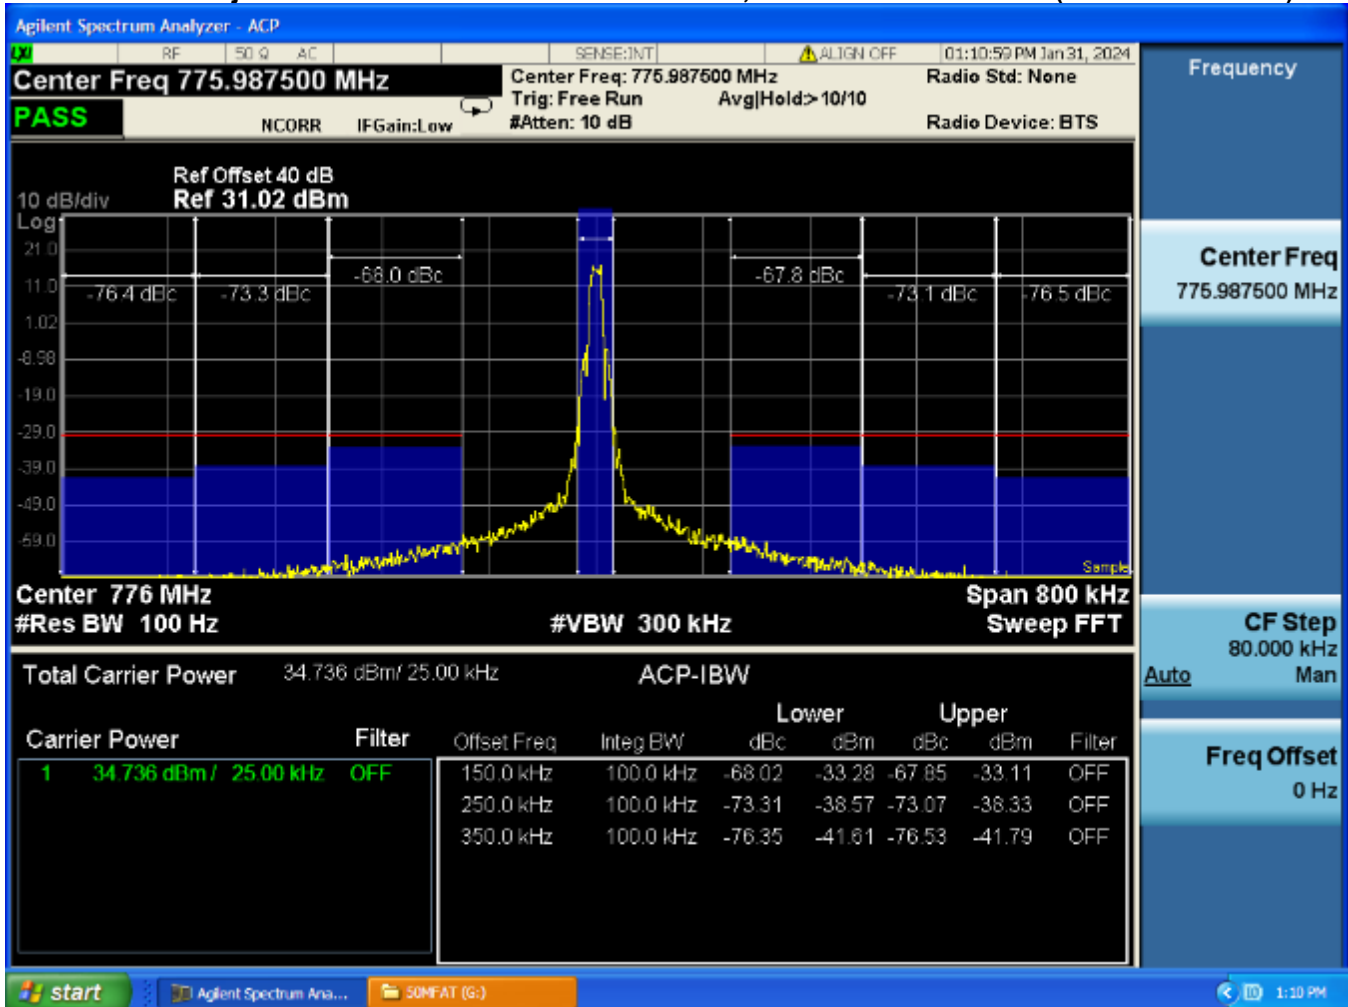 Agilent Spectrum Analyzer - ACP
LXI RF 50 Ω AC SENSE:INT ALIGN OFF 01:10:59 PM Jan 31, 2024
Center Freq 775.987500 MHz
Center Freq: 775.987500 MHz
Radio Std: None
Trig: Free Run Avg|Hold>10/10
PASS
NCORR IFGain:Low #Atten: 10 dB Radio Device: BTS
Ref Offset 40 dB
10 dB/div Ref 31.02 dBm
Log
21.0
11.0
1.02
-8.98
-19.0
-29.0
-39.0
-49.0
-59.0
-76.4 dBc -73.3 dBc -68.0 dBc -67.8 dBc -73.1 dBc -76.5 dBc
Sample
Center 776 MHz Span 800 kHz
#Res BW 100 Hz #VBW 300 kHz Sweep FFT
Total Carrier Power 34.736 dBm/ 25.00 kHz ACP-IBW
Lower Upper
Carrier Power Filter Offset Freq Integ BW dBc dBm dBc dBm Filter
1 34.736 dBm / 25.00 kHz OFF 150.0 kHz 100.0 kHz -68.02 -33.28 -67.85 -33.11 OFF
250.0 kHz 100.0 kHz -73.31 -38.57 -73.07 -38.33 OFF
350.0 kHz 100.0 kHz -76.35 -41.61 -76.53 -41.79 OFF
Frequency
Center Freq
775.987500 MHz
CF Step
80.000 kHz
Auto Man
Freq Offset
0 Hz
start Agilent Spectrum Ana... 50MFAT (G:) 1:10 PM